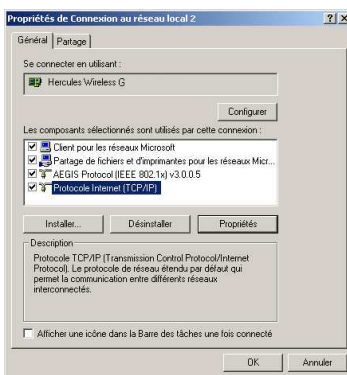 Propriétés de Connexion au réseau local 2
Général Partage
Se connecter en utilisant :
Hercules Wireless G
Configurer
Les composants sélectionnés sont utilisés par cette connexion :
Client pour les réseaux Microsoft
Partage de fichiers et d'imprimantes pour les réseaux Micr...
AEGIS Protocol (IEEE 802.1x) v3.0.0.5
Protocole Internet (TCP/IP)
Installer... Désinstaller Propriétés
Description
Protocole TCP/IP (Transmission Control Protocol/Internet
Protocol). Le protocole de réseau étendu par défaut qui
permet la communication entre différents réseaux
interconnectés.
Afficher une icône dans la Barre des tâches une fois connecté
OK Annuler